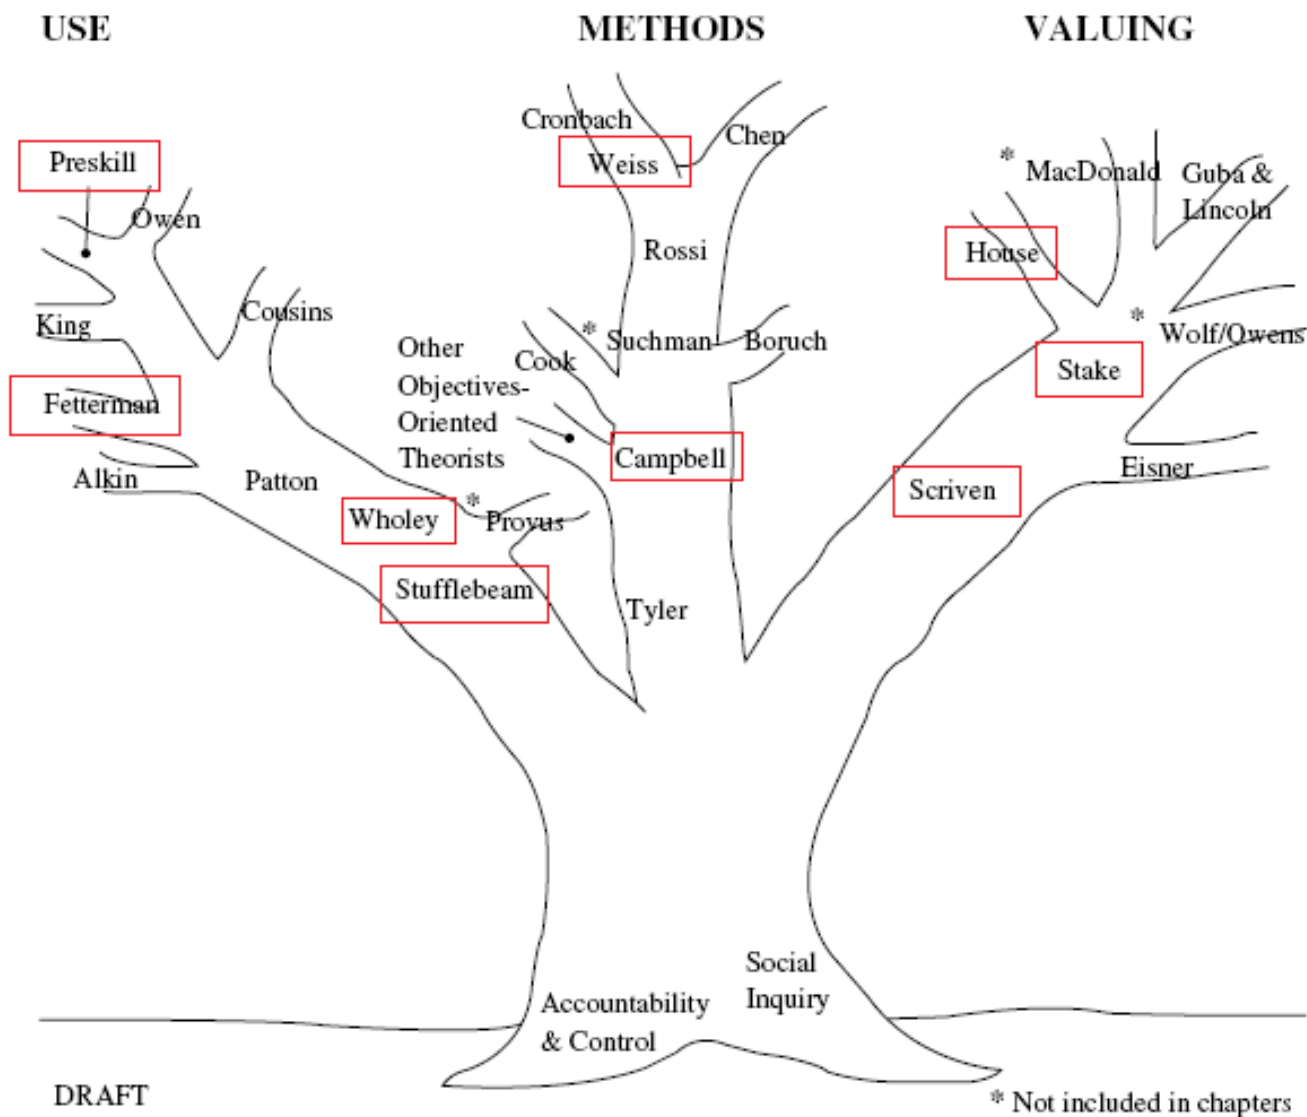 USE
METHODS
VALUING
Cronbach
Chen
Weiss
Preskill
* MacDonald
Guba &
Lincoln
Owen
Rossi
House
Cousins
King
* Suchman
Boruch
* Wolf/Owens
Other
Objectives-
Oriented
Theorists
Cook
Stake
Fetterman
Campbell
Eisner
Alkin
Patton
Scriven
Wholey
* Provus
Stufflebeam
Tyler
Social
Inquiry
Accountability
& Control
DRAFT
* Not included in chapters